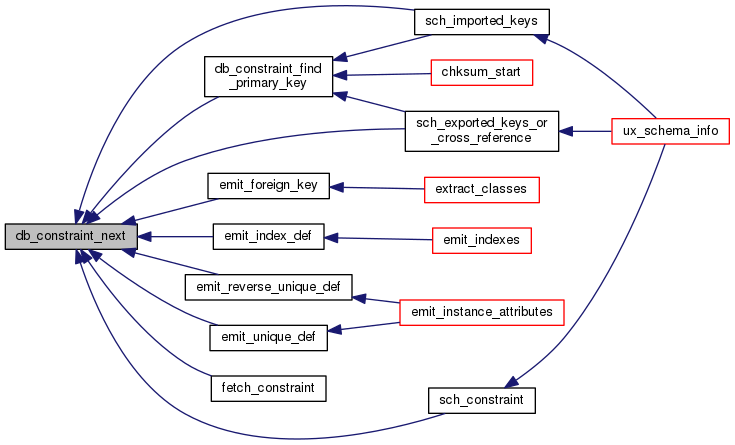 sch_imported_keys
db_constraint_find
_primary_key
chksum_start
sch_exported_keys_or
_cross_reference
ux_schema_info
emit_foreign_key
extract_classes
db_constraint_next
emit_index_def
emit_indexes
emit_reverse_unique_def
emit_instance_attributes
emit_unique_def
fetch_constraint
sch_constraint